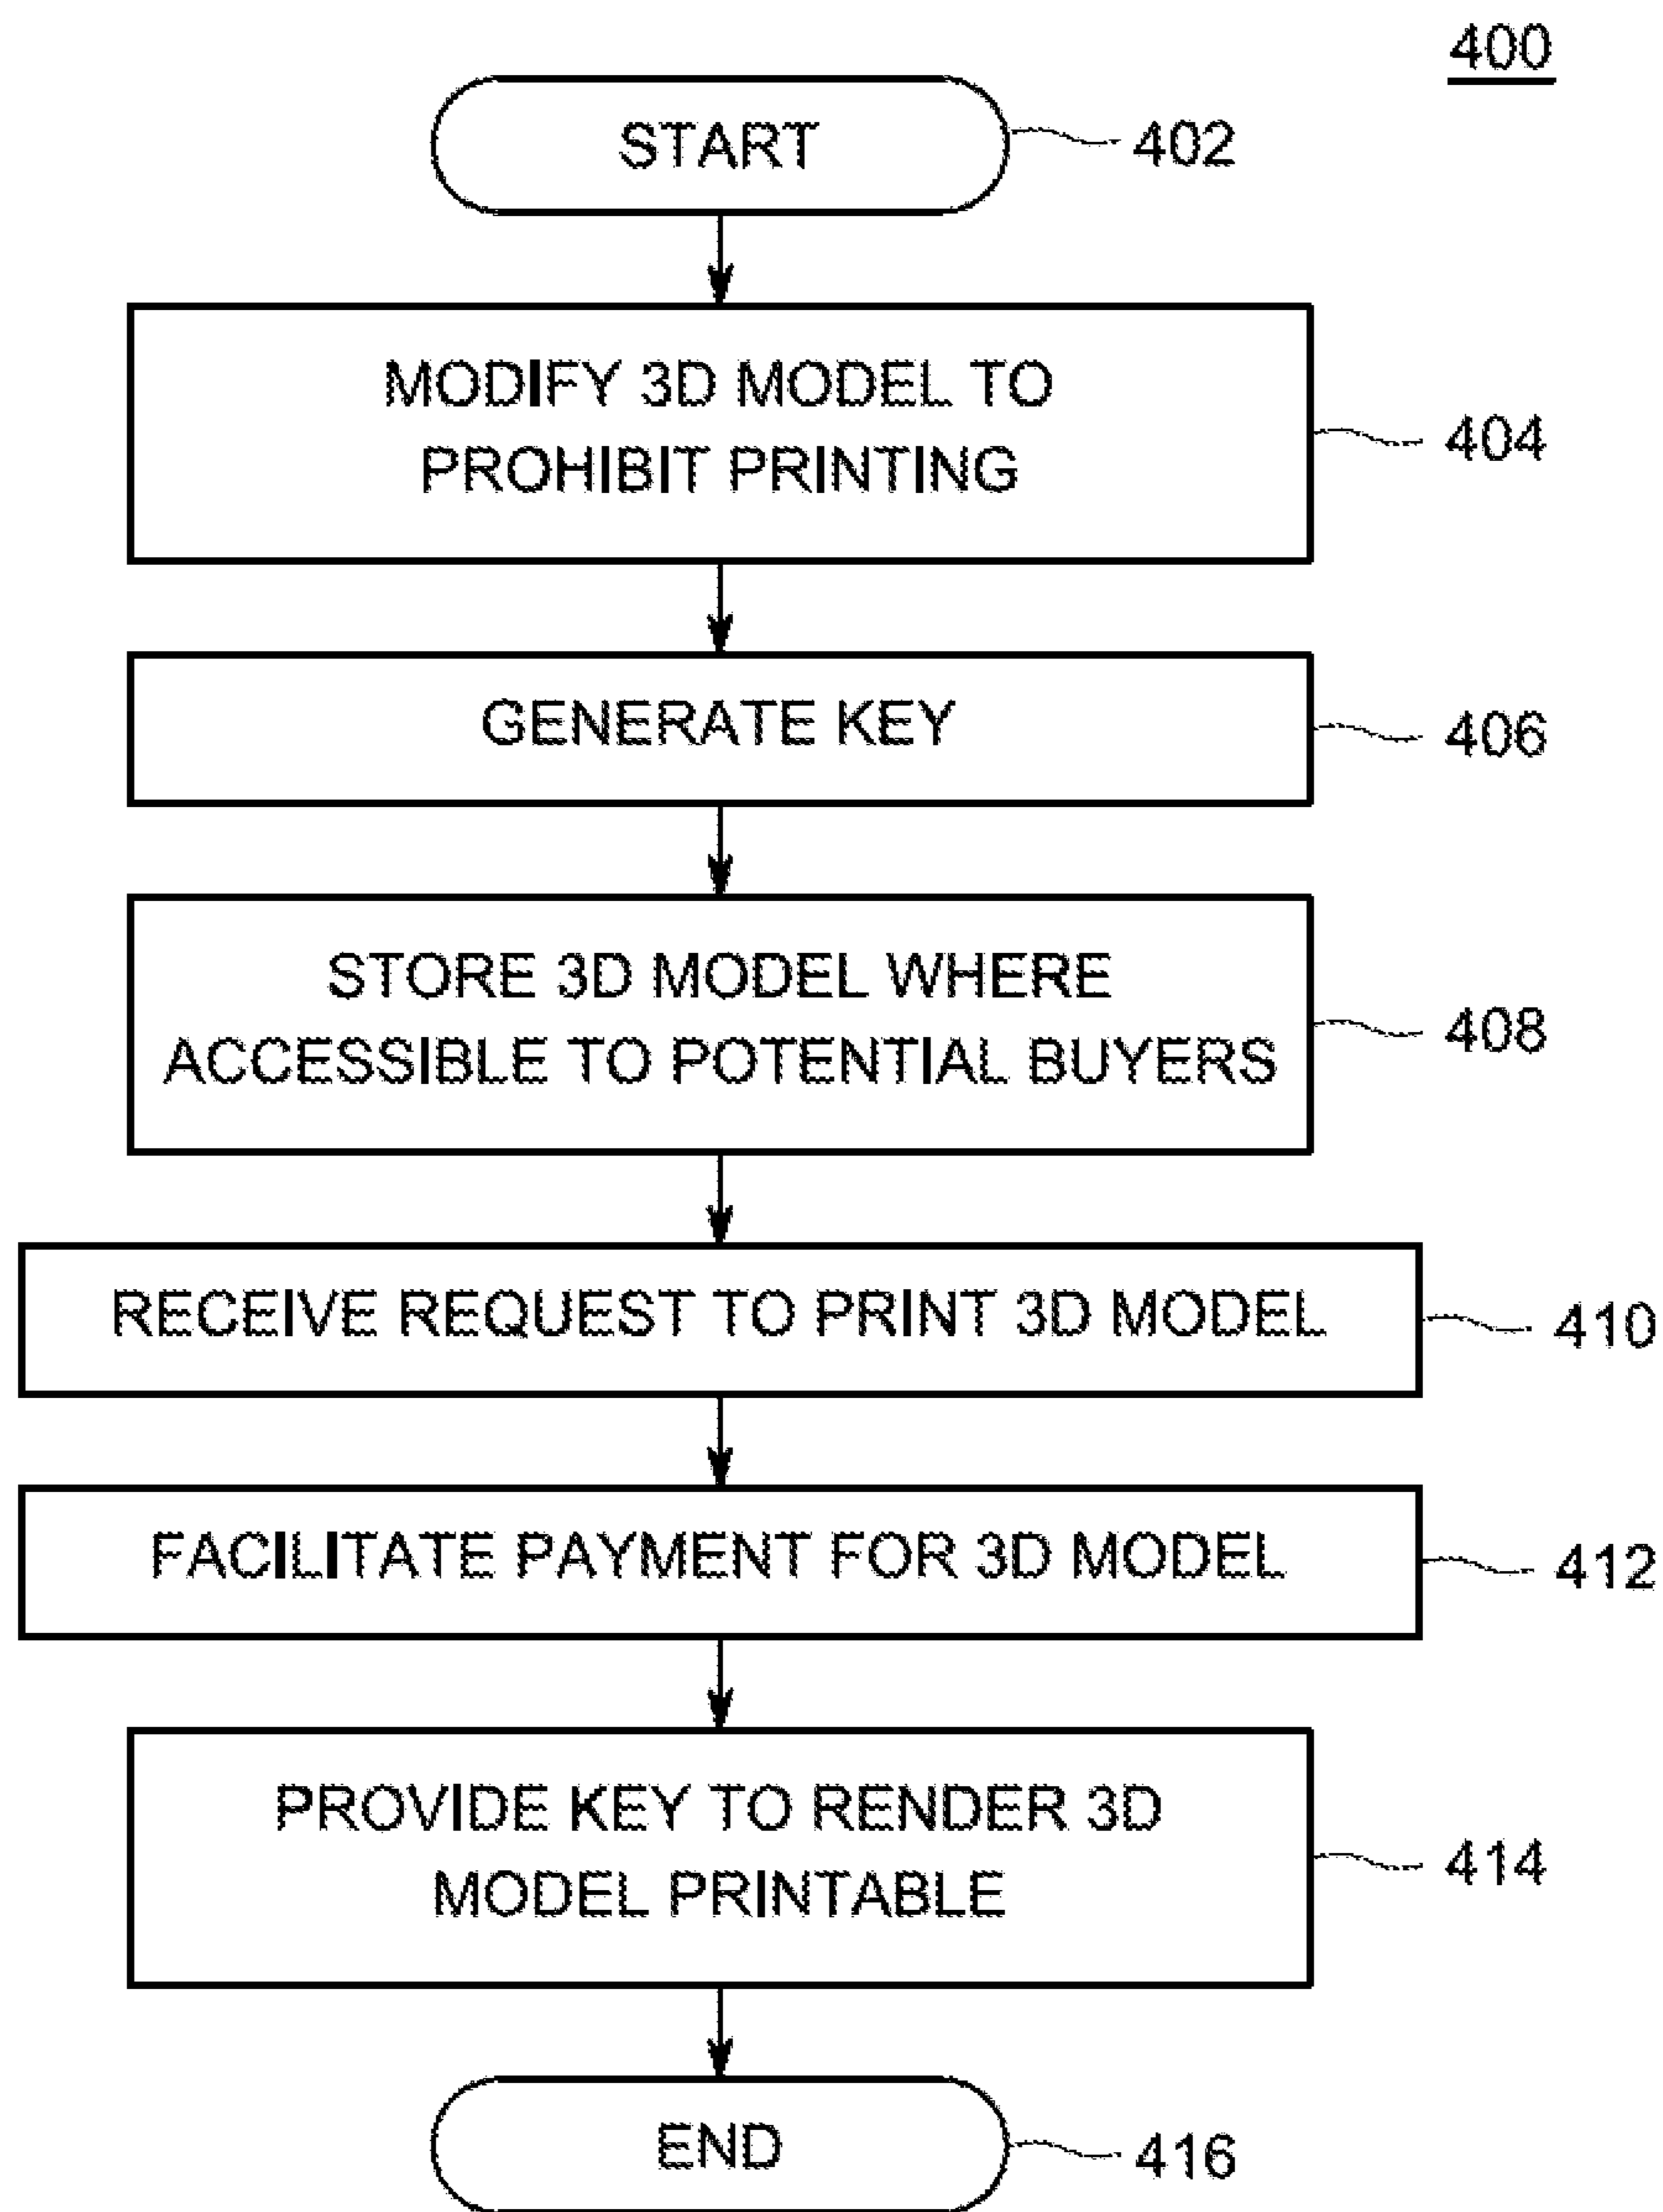 400
START
402
MODIFY 3D MODEL TO
PROHIBIT PRINTING
404
GENERATE KEY
406
STORE 3D MODEL WHERE
ACCESSIBLE TO POTENTIAL BUYERS
408
RECEIVE REQUEST TO PRINT 3D MODEL
410
FACILITATE PAYMENT FOR 3D MODEL
412
PROVIDE KEY TO RENDER 3D
MODEL PRINTABLE
414
END
416